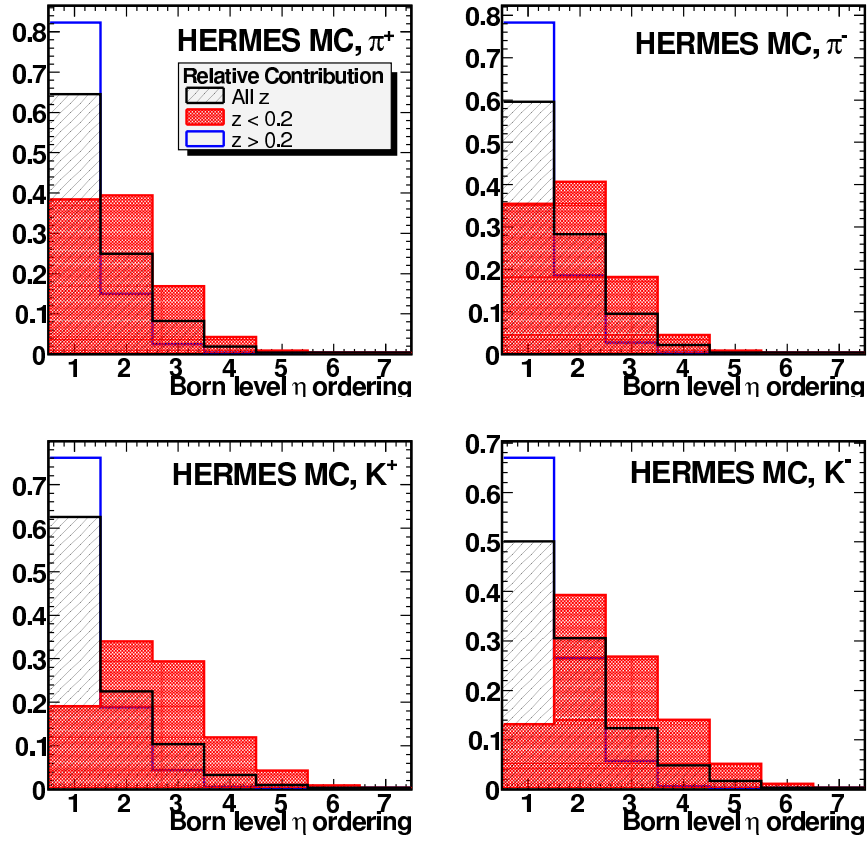 HERMES MC, π⁺
Relative Contribution
All z
z < 0.2
z > 0.2
0.8
0.7
0.6
0.5
0.4
0.3
0.2
0.1
0
1 2 3 4 5 6 7
Born level η ordering
HERMES MC, π⁻
0.8
0.7
0.6
0.5
0.4
0.3
0.2
0.1
0
1 2 3 4 5 6 7
Born level η ordering
HERMES MC, K⁺
0.7
0.6
0.5
0.4
0.3
0.2
0.1
0
1 2 3 4 5 6 7
Born level η ordering
HERMES MC, K⁻
0.7
0.6
0.5
0.4
0.3
0.2
0.1
0
1 2 3 4 5 6 7
Born level η ordering